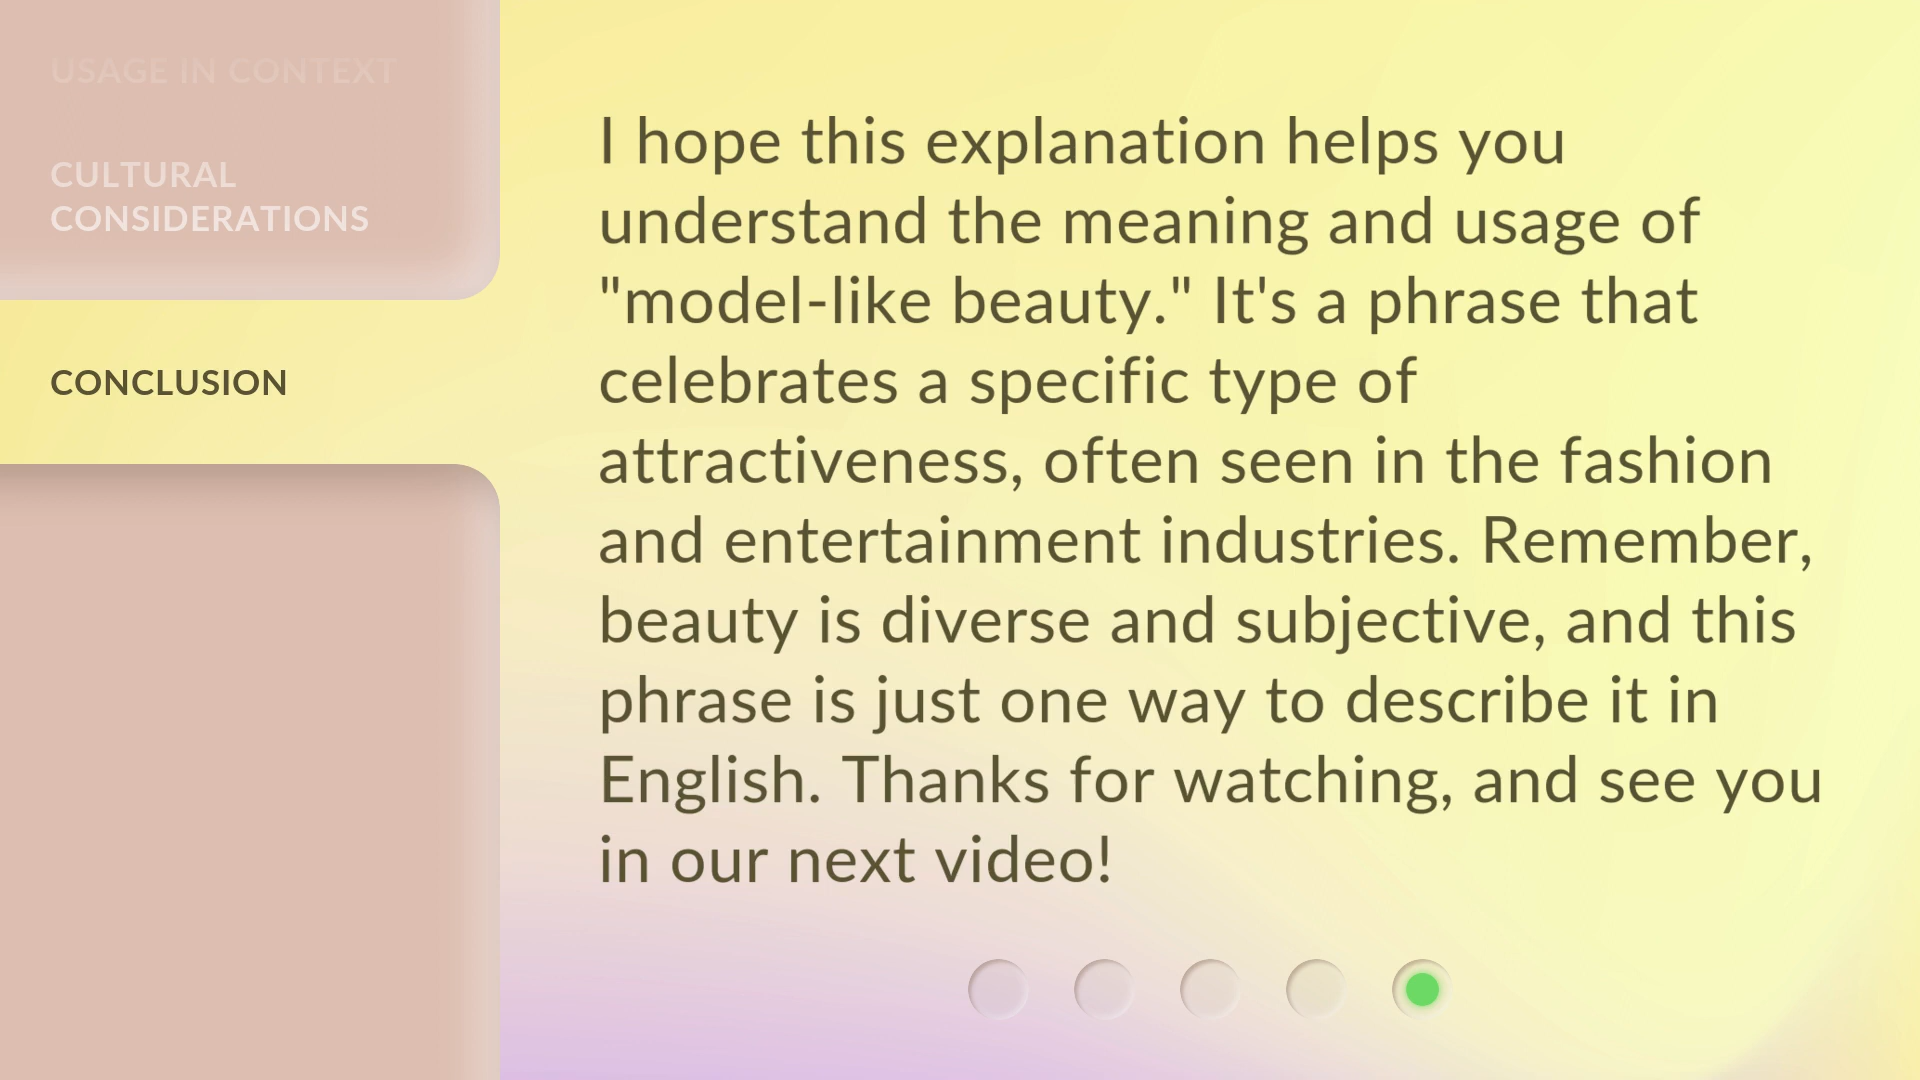 USAGE IN CONTEXT
CULTURAL
CONSIDERATIONS
CONCLUSION
I hope this explanation helps you
understand the meaning and usage of
"model-like beauty." It's a phrase that
celebrates a specific type of
attractiveness, often seen in the fashion
and entertainment industries. Remember,
beauty is diverse and subjective, and this
phrase is just one way to describe it in
English. Thanks for watching, and see you
in our next video!